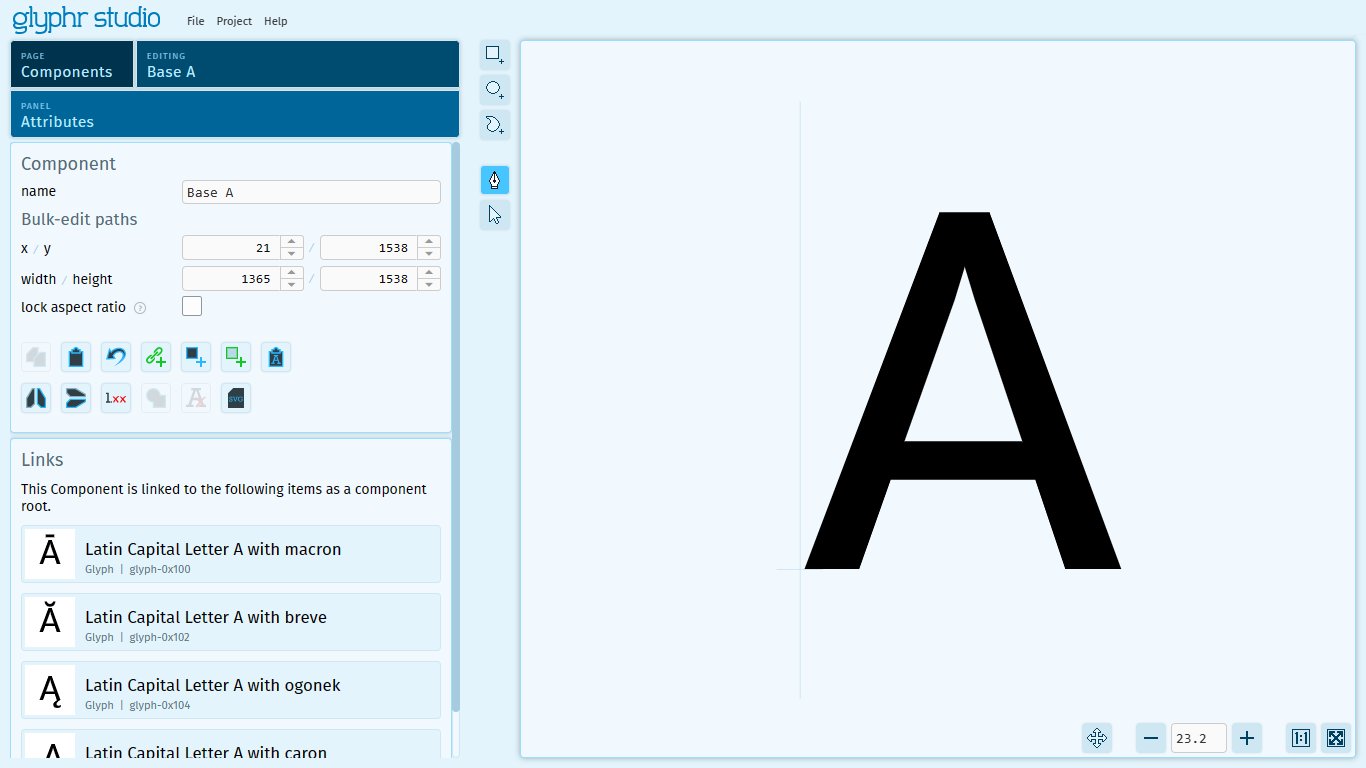 glyphr studio
File Project Help
PAGE
Components
EDITING
Base A
PANEL
Attributes
Component
name
Base A
Bulk-edit paths
x / y
21 / 1538
width / height
1365 / 1538
lock aspect ratio ?
A
1.xx
A
SVG
Links
This Component is linked to the following items as a component
root.
Ā
Latin Capital Letter A with macron
Glyph | glyph-0x100
Ă
Latin Capital Letter A with breve
Glyph | glyph-0x102
Ą
Latin Capital Letter A with ogonek
Glyph | glyph-0x104
Latin Capital Letter A with caron
A
23.2
1:1